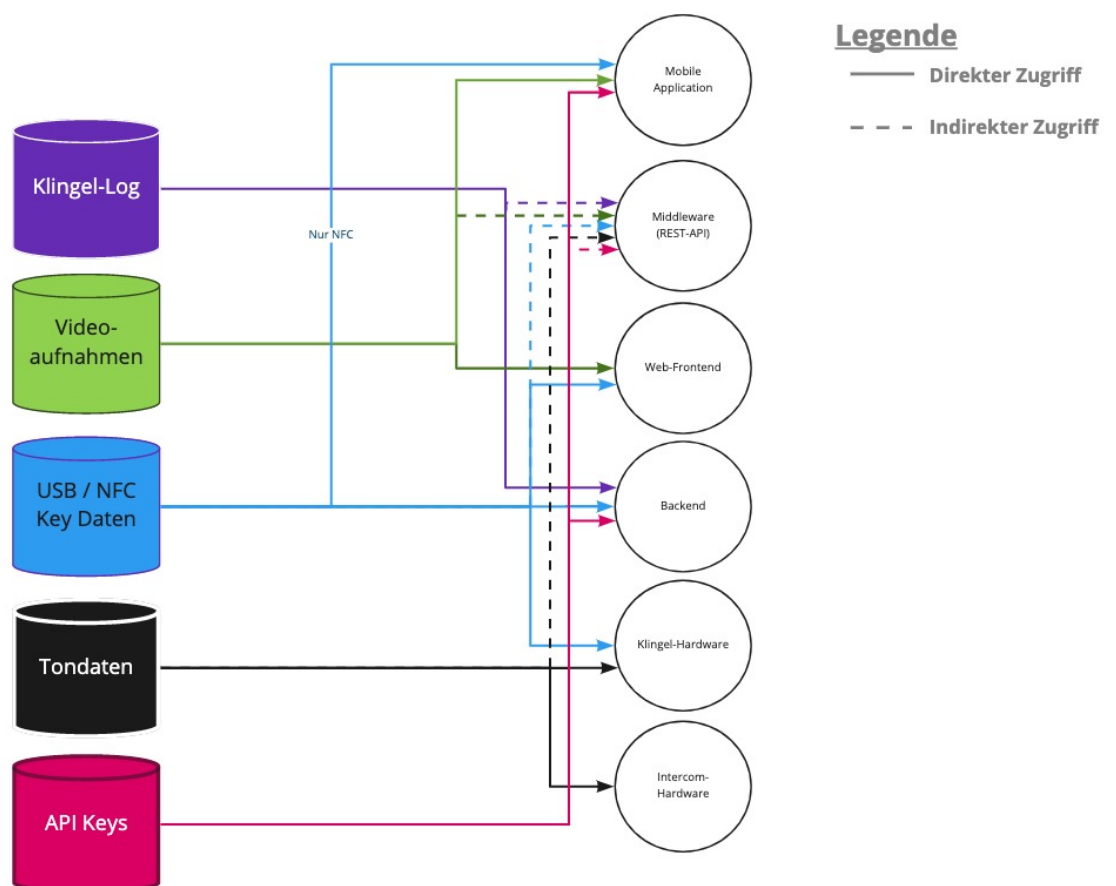 Legende
Direkter Zugriff
Indirekter Zugriff
Klingel-Log
Video-
aufnahmen
USB / NFC
Key Daten
Tondaten
API Keys
Nur NFC
Mobile
Application
Middleware
(REST-API)
Web-Frontend
Backend
Klingel-Hardware
Intercom-
Hardware